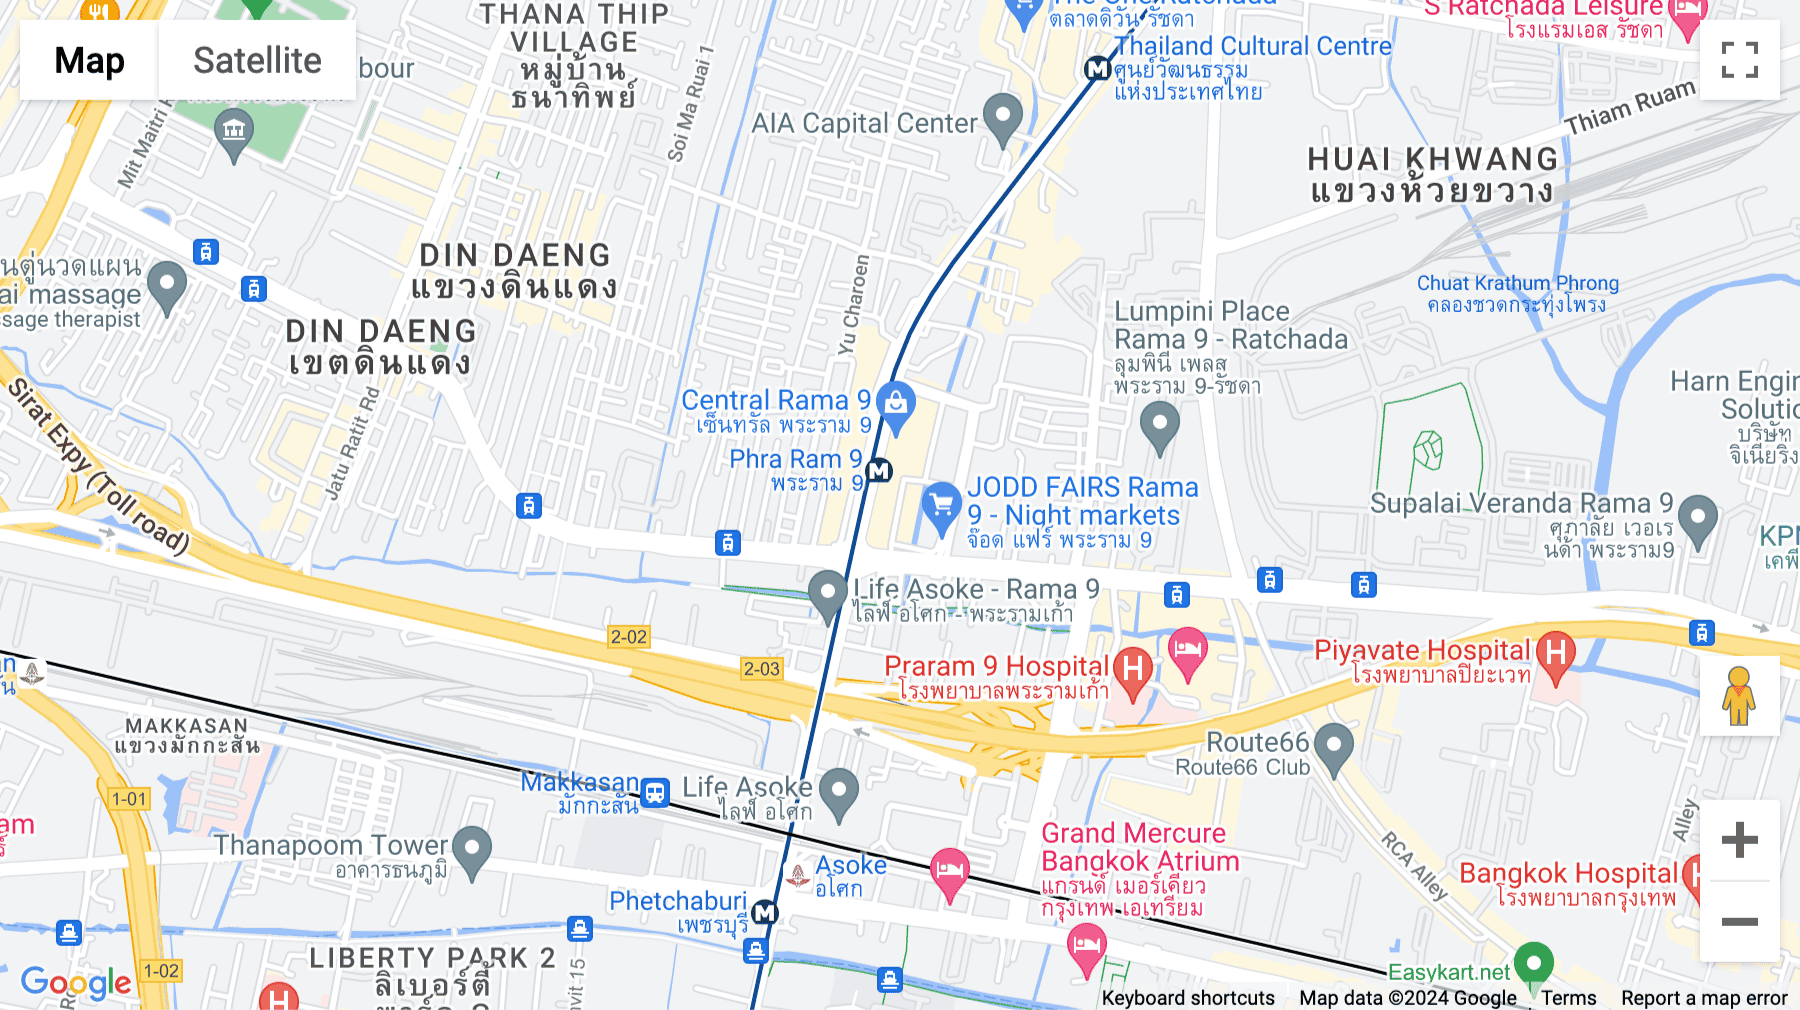 Map
Satellite
bour
THANA THIP
VILLAGE
หมู่บ้าน
ธนาทิพย์
Soi Ma Ruai 1
Mit Maitri
ตลาดดิวัน รัชดา
Thailand Cultural Centre
ศูนย์วัฒนธรรม
แห่งประเทศไทย
S Ratchada Leisure
โรงแรมเอส รัชดา
AIA Capital Center
Thiam Ruam
HUAI KHWANG
แขวงห้วยขวาง
DIN DAENG
แขวงดินแดง
นตู่นวดแผน
ai massage
ssage therapist
DIN DAENG
เขตดินแดง
Yu Charoen
Chuat Krathum Phrong
คลองชวดกระทุ่งโพรง
Lumpini Place
Rama 9 - Ratchada
ลุมพินี เพลส
พระราม 9-รัชดา
Sirat Expy (Toll road)
Jatu Ratit Rd
Central Rama 9
เซ็นทรัล พระราม 9
Phra Ram 9
พระราม 9
Harn Engin
Solutio
บริษัท
จิเนียริ่ง
JODD FAIRS Rama
9 - Night markets
จ๊อด แฟร์ พระราม 9
Supalai Veranda Rama 9
ศุภาลัย เวอเร
นด้า พระราม9
KPN
เคพี
Life Asoke - Rama 9
ไลฟ์ อโศก - พระรามเก้า
2-02
2-03
Praram 9 Hospital
โรงพยาบาลพระรามเก้า
Piyavate Hospital
โรงพยาบาลปิยะเวท
MAKKASAN
แขวงมักกะสัน
Route66
Route66 Club
Makkasan
มักกะสัน
Life Asoke
ไลฟ์ อโศก
1-01
am
Thanapoom Tower
อาคารธนภูมิ
Grand Mercure
Bangkok Atrium
แกรนด์ เมอร์เคียว
กรุงเทพ เอเทรียม
RCA Alley
Alley
Asoke
อโศก
Bangkok Hospital
โรงพยาบาลกรุงเทพ
Phetchaburi
เพชรบุรี
LIBERTY PARK 2
ลิเบอร์ตี้
1-02
Easykart.net
Google
Keyboard shortcuts
Map data ©2024 Google
Terms
Report a map error